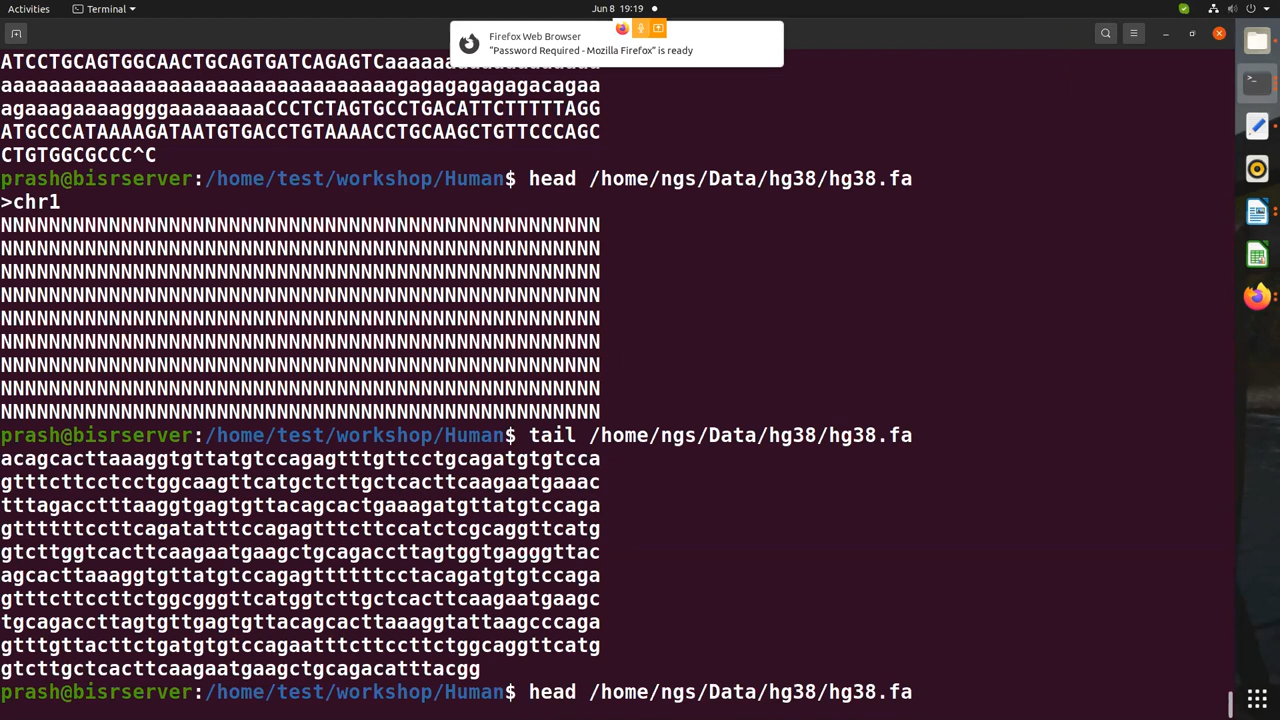 Activities
Terminal
Jun 8 19:19
Firefox Web Browser
"Password Required - Mozilla Firefox" is ready
ATCCTGCAGTGGCAACTGCAGTGATCAGAGTCaaaaaa
aaaaaaaaaaaaaaaaaaaaaaaaaaaaaaaaagagagagagagacagaa
agaaagaaaaggggaaaaaaaaCCCTCTAGTGCCTGACATTCTTTTTAGG
ATGCCCATAAAAGATAATGTGACCTGTAAAACCTGCAAGCTGTTCCCAGC
CTGTGGCGCCC^C
prash@bisrserver:/home/test/workshop/Human$ head /home/ngs/Data/hg38/hg38.fa
>chr1
NNNNNNNNNNNNNNNNNNNNNNNNNNNNNNNNNNNNNNNNNNNNNNNNNN
NNNNNNNNNNNNNNNNNNNNNNNNNNNNNNNNNNNNNNNNNNNNNNNNNN
NNNNNNNNNNNNNNNNNNNNNNNNNNNNNNNNNNNNNNNNNNNNNNNNNN
NNNNNNNNNNNNNNNNNNNNNNNNNNNNNNNNNNNNNNNNNNNNNNNNNN
NNNNNNNNNNNNNNNNNNNNNNNNNNNNNNNNNNNNNNNNNNNNNNNNNN
NNNNNNNNNNNNNNNNNNNNNNNNNNNNNNNNNNNNNNNNNNNNNNNNNN
NNNNNNNNNNNNNNNNNNNNNNNNNNNNNNNNNNNNNNNNNNNNNNNNNN
NNNNNNNNNNNNNNNNNNNNNNNNNNNNNNNNNNNNNNNNNNNNNNNNNN
NNNNNNNNNNNNNNNNNNNNNNNNNNNNNNNNNNNNNNNNNNNNNNNNNN
prash@bisrserver:/home/test/workshop/Human$ tail /home/ngs/Data/hg38/hg38.fa
acagcacttaaaggtgttatgtccagagtttgttcctgcagatgtgtcca
gtttcttcctcctggcaagttcatgctcttgctcacttcaagaatgaaac
tttagacctttaaggtgagtgttacagcactgaaagatgttatgtccaga
gttttttccttcagatatttccagagtttcttccatctcgcaggttcatg
gtcttggtcacttcaagaatgaagctgcagaccttagtggtgagggttac
agcacttaaaggtgttatgtccagagttttttcctacagatgtgtccaga
gtttcttccttctggcgggttcatggtcttgctcacttcaagaatgaagc
tgcagaccttagtgttgagtgttacagcacttaaaggtattaagcccaga
gtttgttacttctgatgtgtccagaatttcttccttctggcaggttcatg
gtcttgctcacttcaagaatgaagctgcagacatttacgg
prash@bisrserver:/home/test/workshop/Human$ head /home/ngs/Data/hg38/hg38.fa